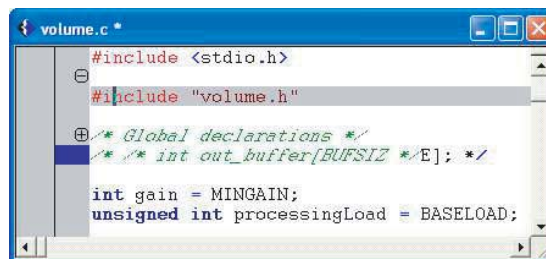 volume.c *
#include <stdio.h>
#include "volume.h"
/* Global declarations */
/* /* int out_buffer[BUFSIZ */E]; */
int gain = MINGAIN;
unsigned int processingLoad = BASELOAD;